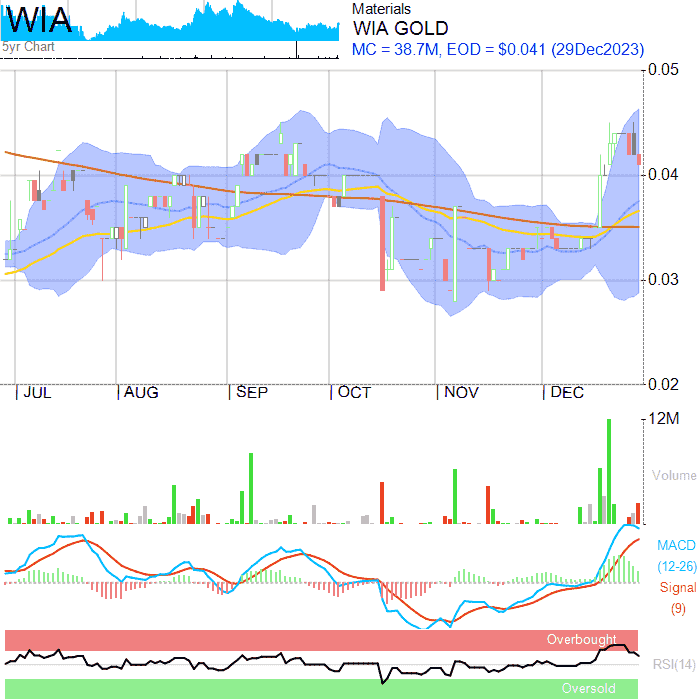 WIA
5yr Chart
Materials
WIA GOLD
MC = 38.7M, EOD = $0.041 (29Dec2023)
0.05
0.04
0.03
0.02
JUL AUG SEP OCT NOV DEC
12M
Volume
MACD
(12-26)
Signal
(9)
Overbought
RSI(14)
Oversold